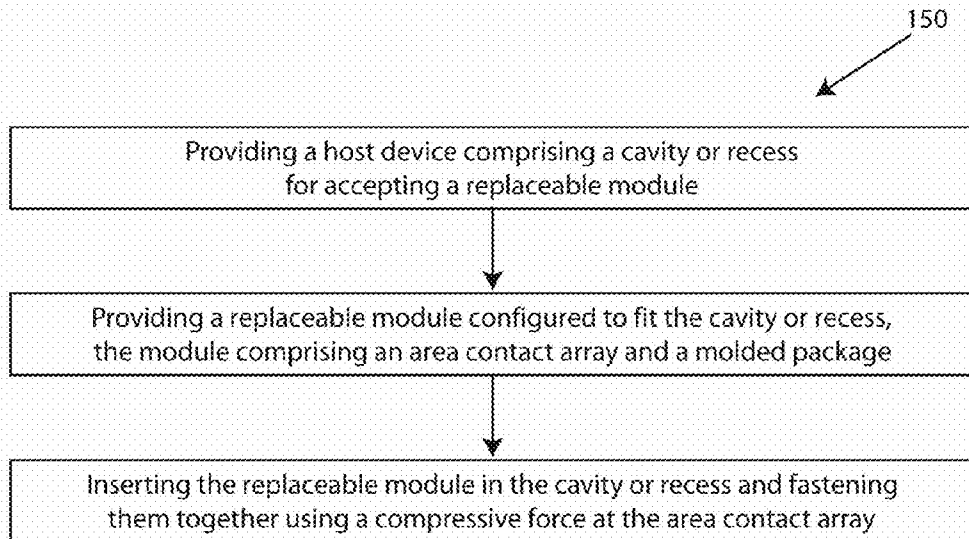 150
Providing a host device comprising a cavity or recess
for accepting a replaceable module
Providing a replaceable module configured to fit the cavity or recess,
the module comprising an area contact array and a molded package
Inserting the replaceable module in the cavity or recess and fastening
them together using a compressive force at the area contact array